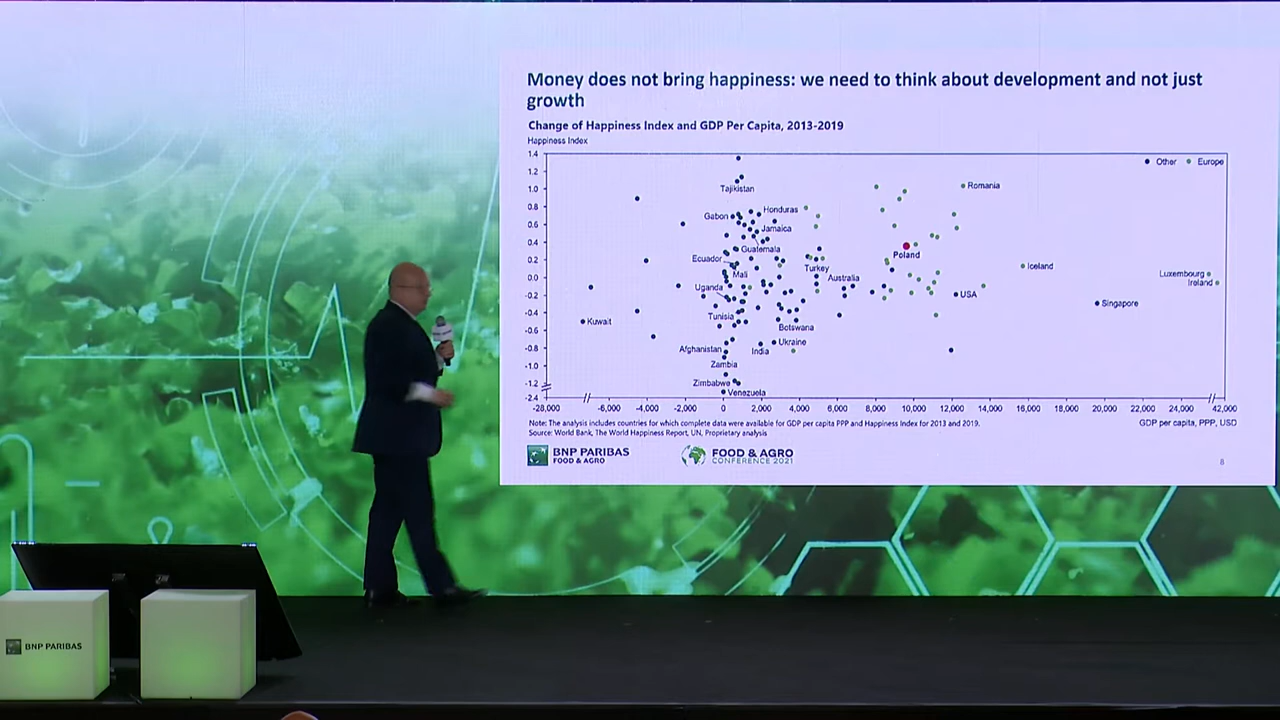 Money does not bring happiness: we need to think about development and not just
growth
Change of Happiness Index and GDP Per Capita, 2013-2019
Happiness Index
1.4
Other
Europe
1.2
Tajikistan
1.0
Romania
0.8
Honduras
Gabon
0.6
Jamaica
0.4
Guatemala
Poland
Ecuador
0.2
Turkey
Iceland
Mali
Luxembourg
0.0
Australia
Ireland
Uganda
-0.2
USA
Singapore
-0.4
Tunisia
Kuwait
Botswana
-0.6
Ukraine
-0.8
Afghanistan
India
Zambia
-1.0
Zimbabwe
-1.2
Venezuela
-2.4
-28,000 -6,000 -4,000 -2,000 0 2,000 4,000 6,000 8,000 10,000 12,000 14,000 16,000 18,000 20,000 22,000 24,000 42,000
Note: The analysis includes countries for which complete data were available for GDP per capita PPP and Happiness Index for 2013 and 2019.
GDP per capita, PPP, USD
Source: World Bank, The World Happiness Report, UN, Proprietary analysis
BNP PARIBAS
FOOD & AGRO
FOOD & AGRO
CONFERENCE 2021
8
BNP PARIBAS